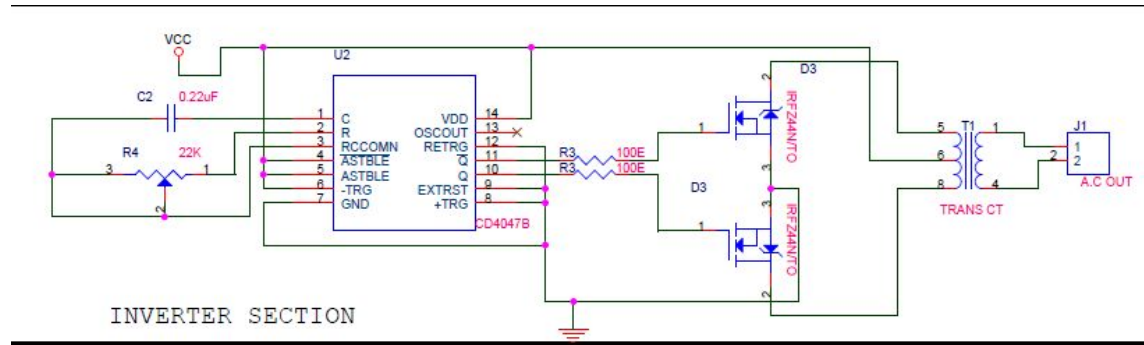 VCC
U2
D3
C2 0.22uF
IRFZ44N/TO
2
1 C VDD 14
2 R OSCOUT 13
3 RCCOMN RETRG 12
4 ASTBLE Q 11
5 ASTBLE Q 10
6 -TRG EXTRST 9
7 GND +TRG 8
CD4047B
R4 22K
3 1
2
R3 100E
R3 100E
1
3
D3
IRFZ44N/TO
3
1
2
T1
5 1
6
8 4
TRANS CT
J1
1 1
2 2
A.C OUT
INVERTER SECTION